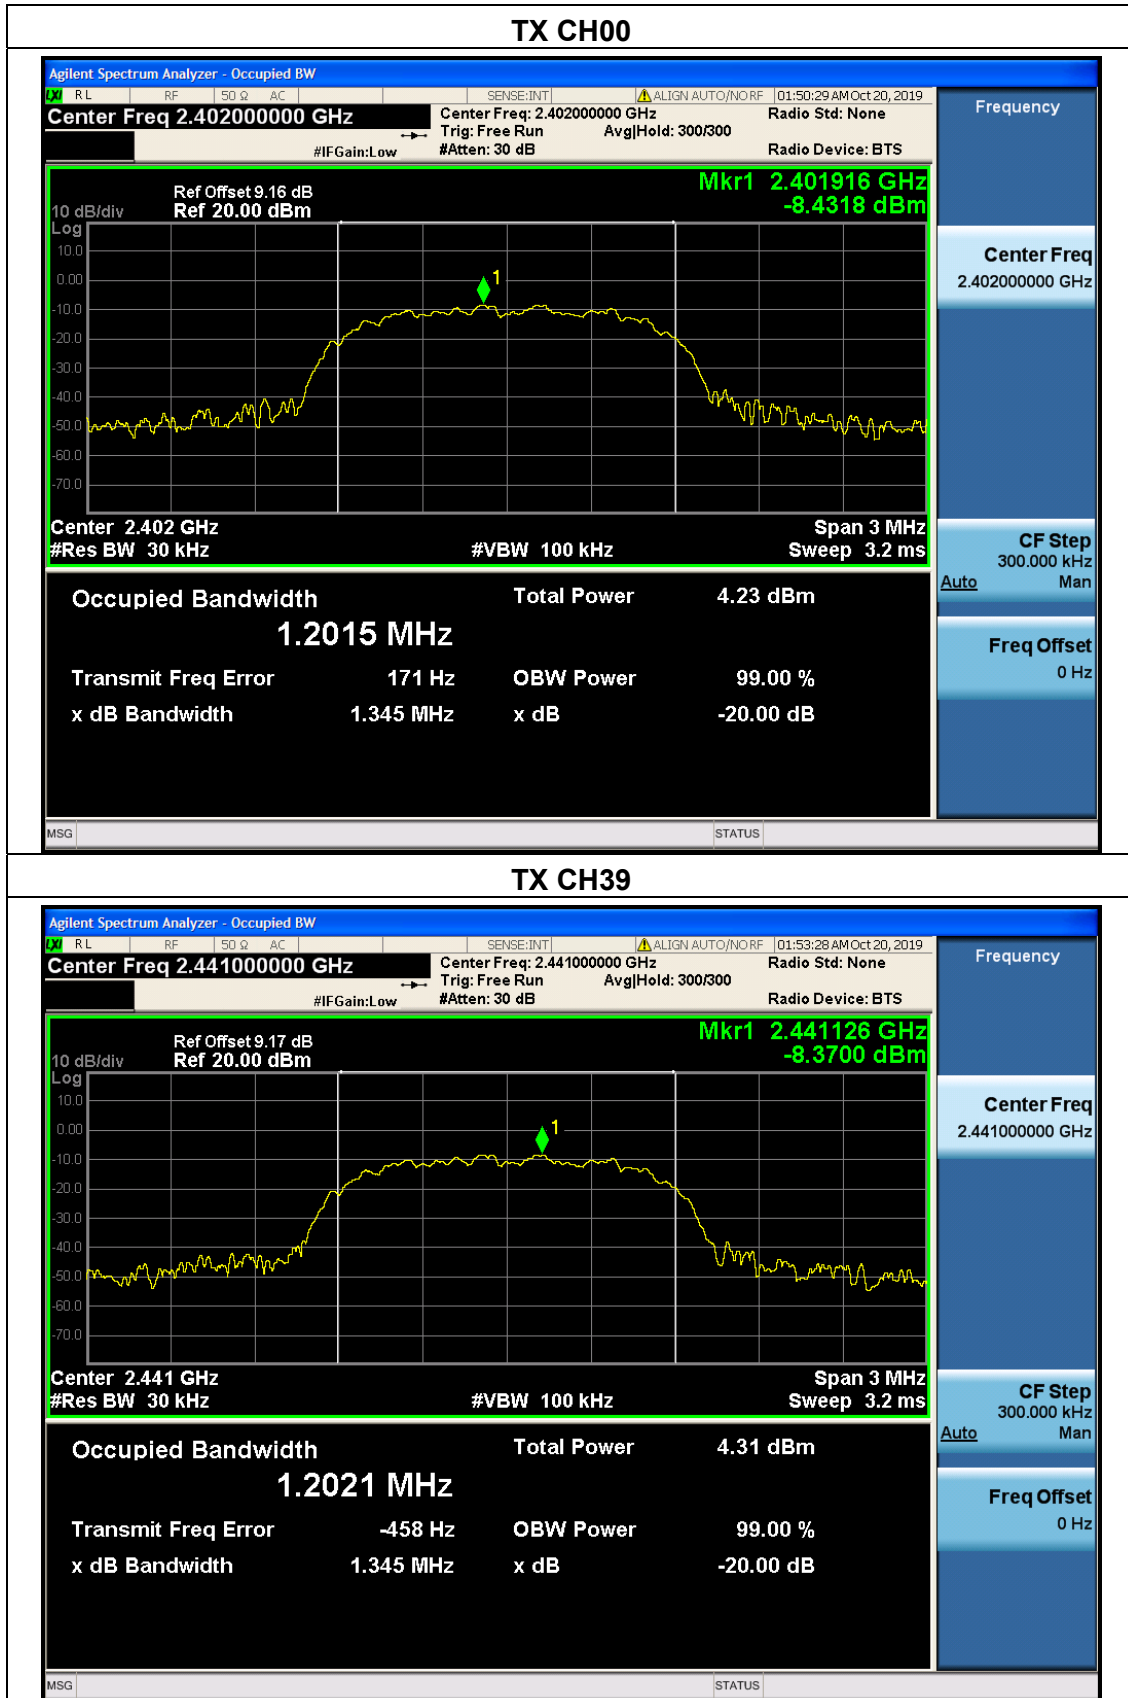 TX CH00
Agilent Spectrum Analyzer - Occupied BW
LXI RL RF 50 Ω AC SENSE:INT ALIGN AUTO/NO RF 01:50:29 AM Oct 20, 2019
Center Freq 2.402000000 GHz
Center Freq: 2.402000000 GHz Radio Std: None
Trig: Free Run Avg|Hold: 300/300
#IFGain:Low #Atten: 30 dB Radio Device: BTS
Frequency
Mkr1 2.401916 GHz
-8.4318 dBm
Ref Offset 9.16 dB
10 dB/div Ref 20.00 dBm
Log
10.0
0.00
-10.0
-20.0
-30.0
-40.0
-50.0
-60.0
-70.0
1
Center Freq
2.402000000 GHz
Center 2.402 GHz Span 3 MHz
#Res BW 30 kHz #VBW 100 kHz Sweep 3.2 ms
CF Step
300.000 kHz
Auto Man
Occupied Bandwidth Total Power 4.23 dBm
1.2015 MHz
Transmit Freq Error 171 Hz OBW Power 99.00 %
x dB Bandwidth 1.345 MHz x dB -20.00 dB
Freq Offset
0 Hz
MSG STATUS
TX CH39
Agilent Spectrum Analyzer - Occupied BW
LXI RL RF 50 Ω AC SENSE:INT ALIGN AUTO/NO RF 01:53:28 AM Oct 20, 2019
Center Freq 2.441000000 GHz
Center Freq: 2.441000000 GHz Radio Std: None
Trig: Free Run Avg|Hold: 300/300
#IFGain:Low #Atten: 30 dB Radio Device: BTS
Frequency
Mkr1 2.441126 GHz
-8.3700 dBm
Ref Offset 9.17 dB
10 dB/div Ref 20.00 dBm
Log
10.0
0.00
-10.0
-20.0
-30.0
-40.0
-50.0
-60.0
-70.0
1
Center Freq
2.441000000 GHz
Center 2.441 GHz Span 3 MHz
#Res BW 30 kHz #VBW 100 kHz Sweep 3.2 ms
CF Step
300.000 kHz
Auto Man
Occupied Bandwidth Total Power 4.31 dBm
1.2021 MHz
Transmit Freq Error -458 Hz OBW Power 99.00 %
x dB Bandwidth 1.345 MHz x dB -20.00 dB
Freq Offset
0 Hz
MSG STATUS